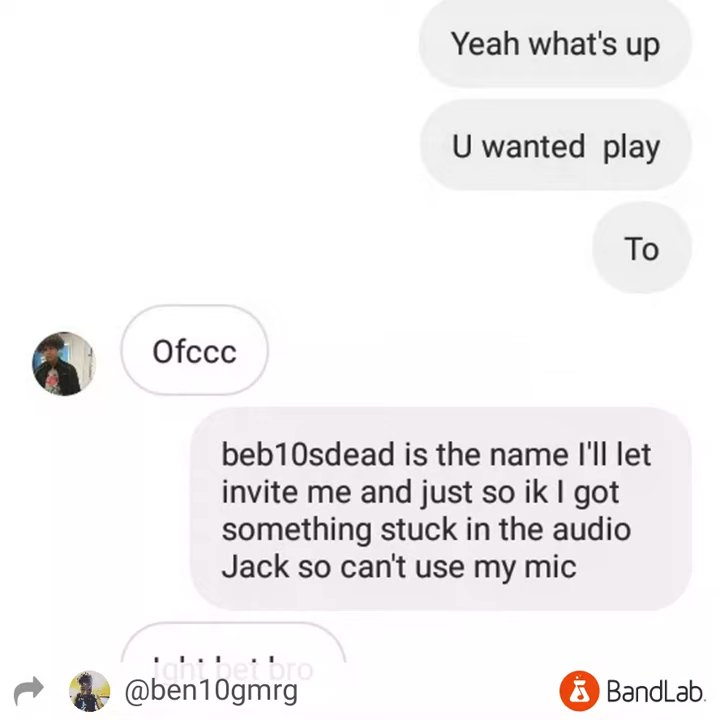 Yeah what's up
U wanted  play
To
Ofccc
beb10sdead is the name I'll let
invite me and just so ik I got
something stuck in the audio
Jack so can't use my mic
Ight bet bro
@ben10gmrg
BandLab.